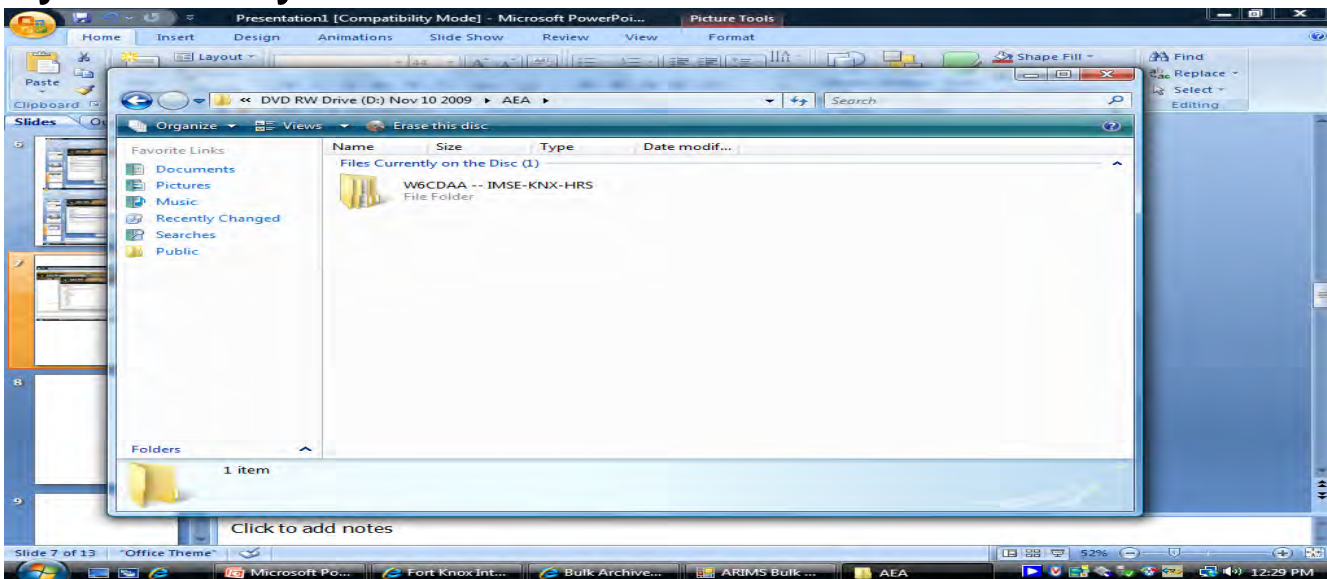 Presentation1 [Compatibility Mode] - Microsoft PowerPoi... Picture Tools
Home Insert Design Animations Slide Show Review View Format
Paste
Clipboard
Layout
Shape Fill
Find
Replace
Select
Editing
Slides
« DVD RW Drive (D:) Nov 10 2009 AEA
Search
Organize Views Erase this disc
Favorite Links
Documents
Pictures
Music
Recently Changed
Searches
Public
Folders
Name Size Type Date modif...
Files Currently on the Disc (1)
W6CDAA -- IMSE-KNX-HRS
File Folder
1 item
7
8
9
Click to add notes
Slide 7 of 13 "Office Theme" 52%
Microsoft Po... Fort Knox Int... Bulk Archive... ARIMS Bulk ... AEA 12:29 PM